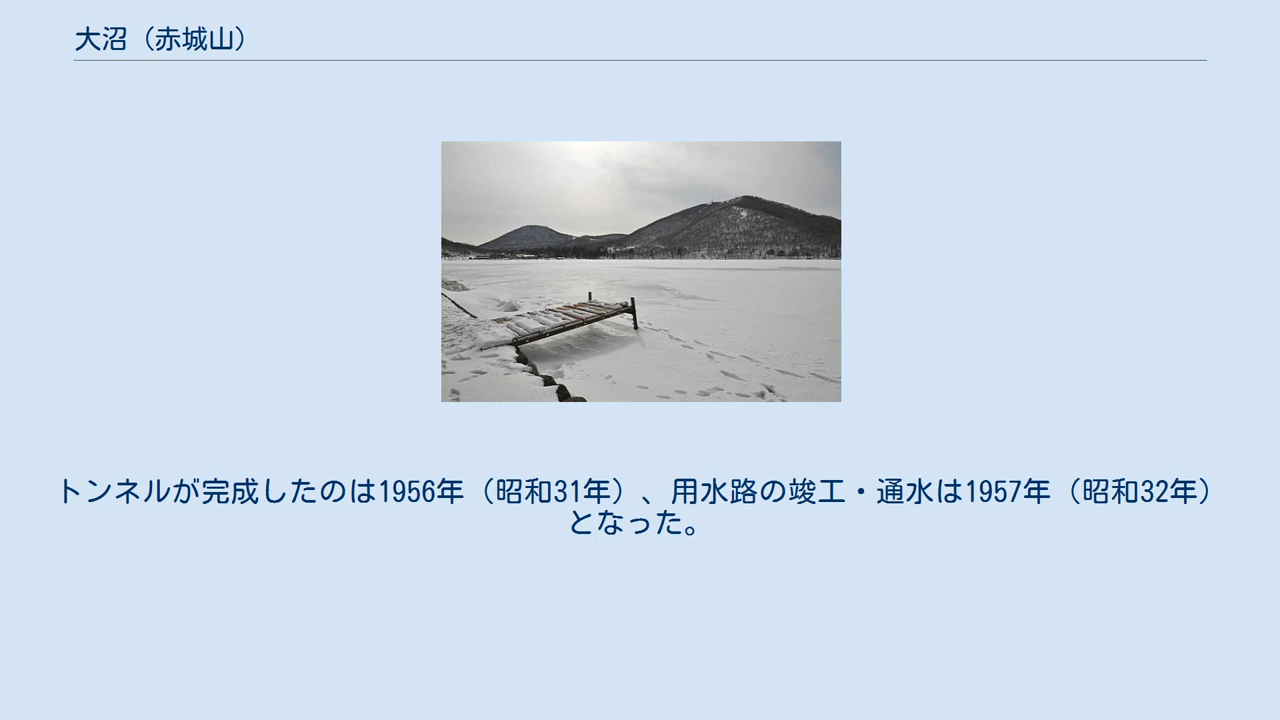 大沼（赤城山）
トンネルが完成したのは1956年（昭和31年）、用水路の竣工・通水は1957年（昭和32年）
となった。